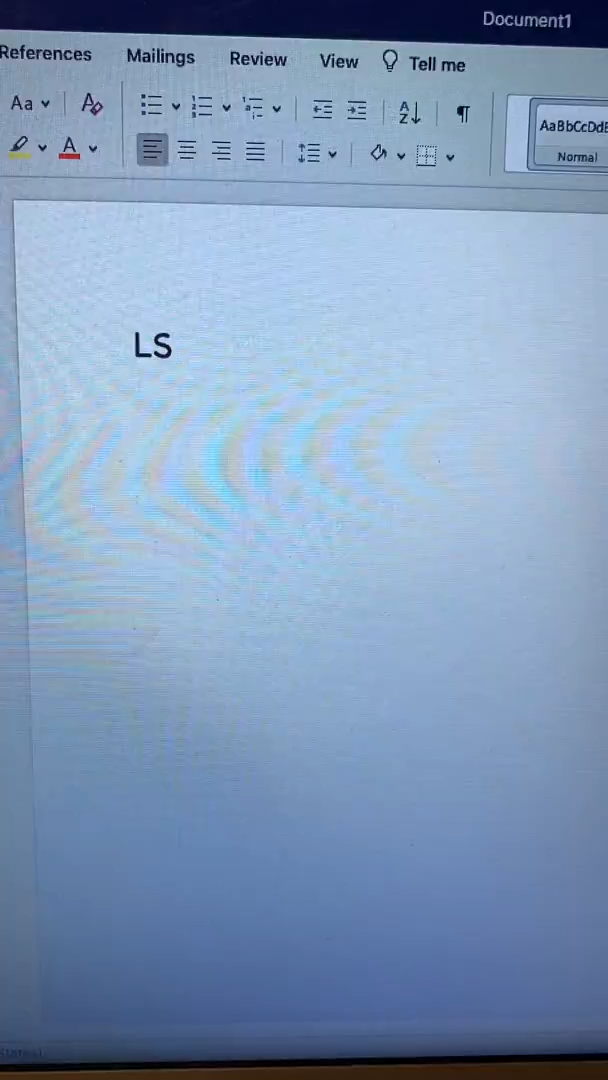 Document1
References Mailings Review View Tell me
Aa A A Z ¶ AaBbCcDdE
A Normal
LS